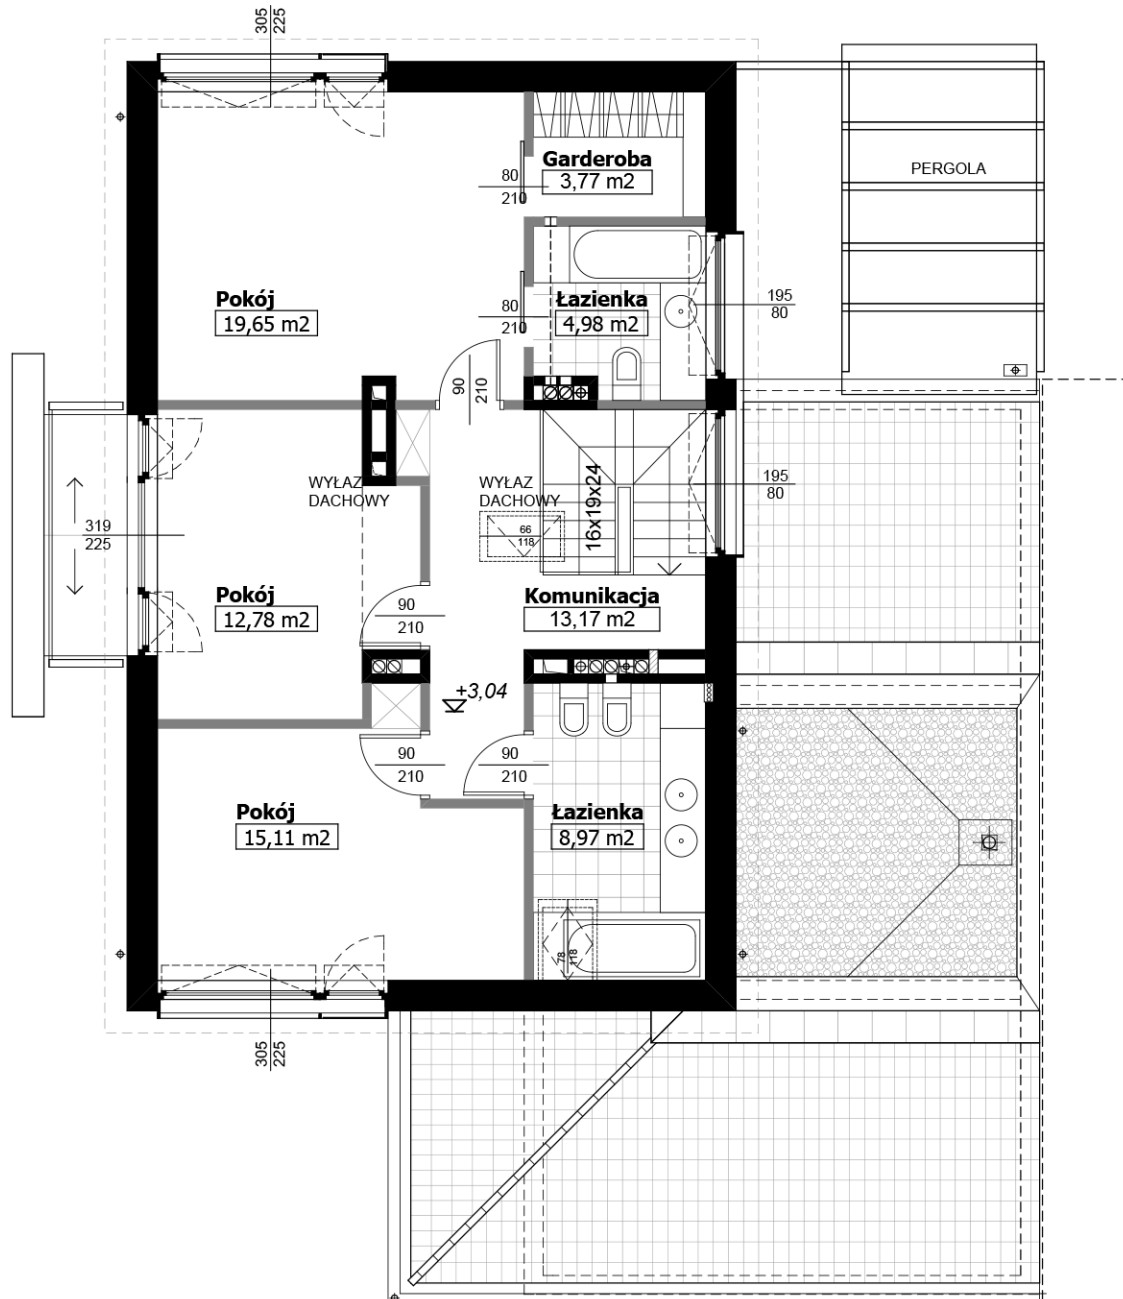 305
225
Garderoba
3,77 m2
80
210
PERGOLA
Pokój
19,65 m2
80
210
Łazienka
4,98 m2
195
80
90
210
WYŁAZ
DACHOWY
WYŁAZ
DACHOWY
16x19x24
195
80
319
225
66
118
Pokój
12,78 m2
90
210
Komunikacja
13,17 m2
+3,04
90
210
90
210
Pokój
15,11 m2
Łazienka
8,97 m2
78
118
305
225